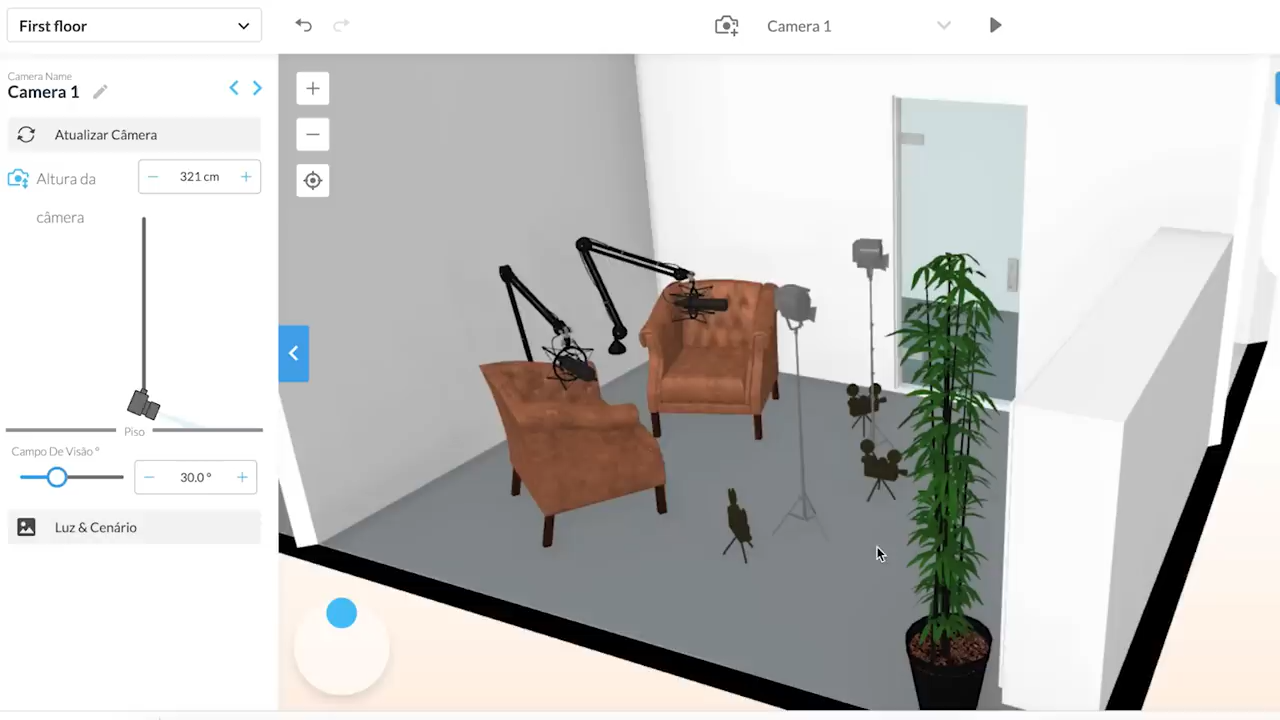 First floor
Camera 1
Camera Name
Camera 1
Atualizar Câmera
Altura da
câmera
321 cm
Piso
Campo De Visão °
30.0 °
Luz & Cenário